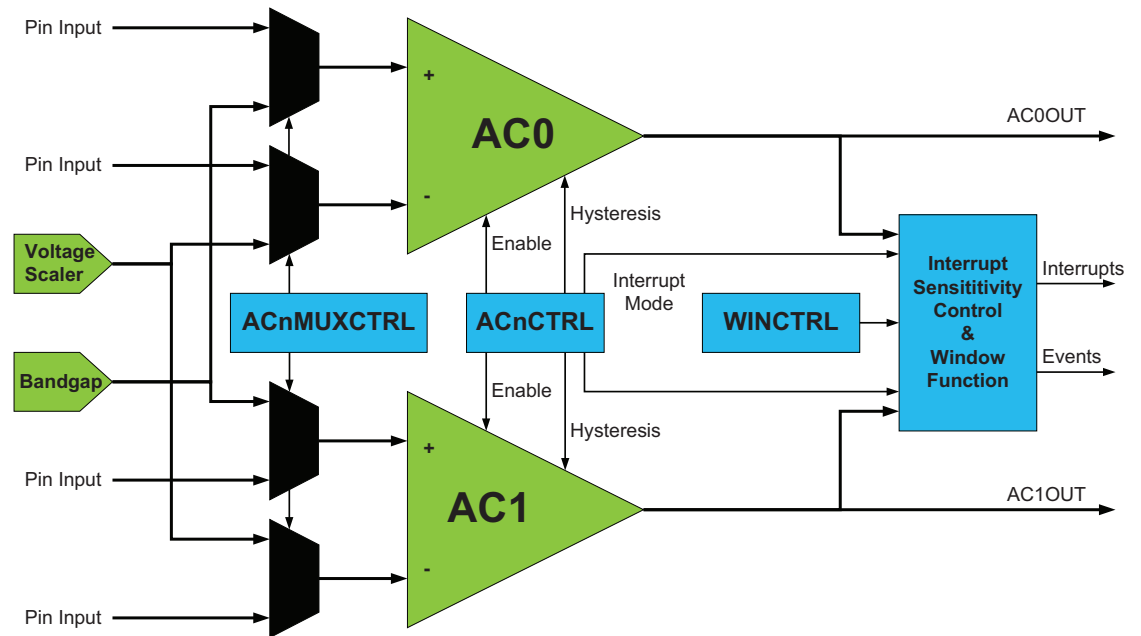 Pin Input
AC0OUT
+
AC0
Pin Input
-
Hysteresis
Enable
Voltage
Scaler
Interrupt
Mode
Interrupt
Sensititivity
Control
&
Window
Function
Interrupts
ACnMUXCTRL
ACnCTRL
WINCTRL
Events
Bandgap
Enable
Hysteresis
+
Pin Input
AC1
AC1OUT
-
Pin Input